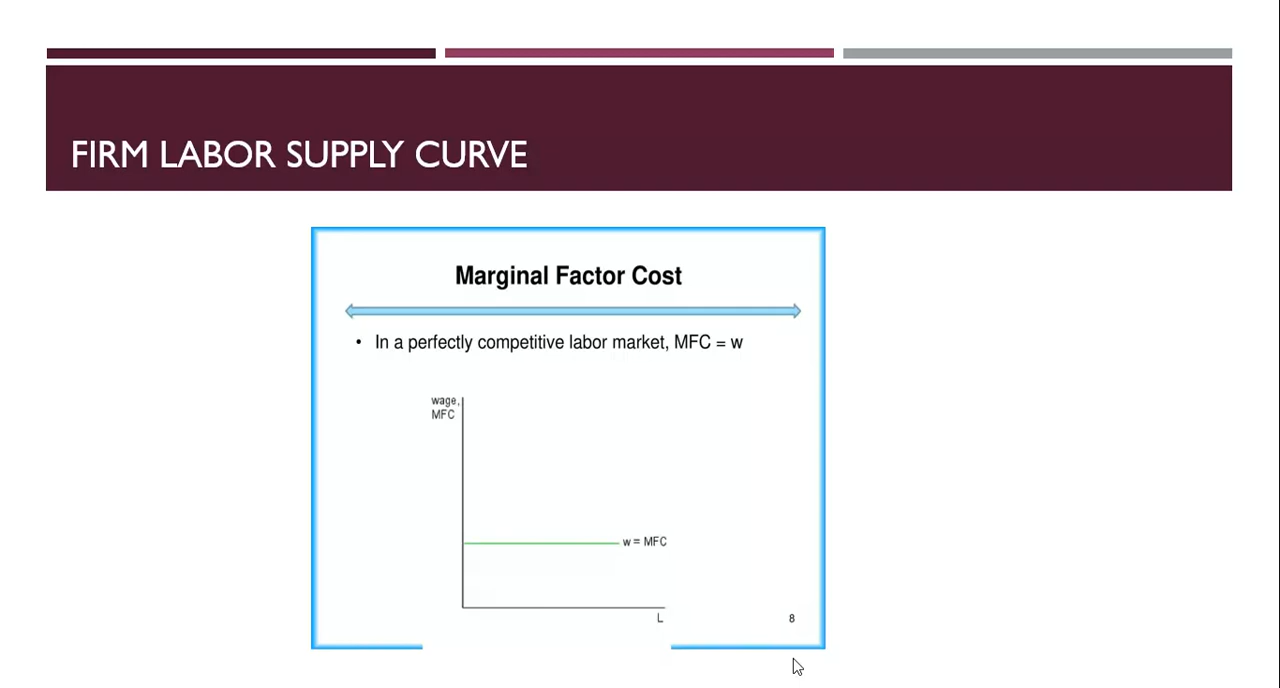 FIRM LABOR SUPPLY CURVE
Marginal Factor Cost
• In a perfectly competitive labor market, MFC = w
wage,
MFC
w = MFC
L
8